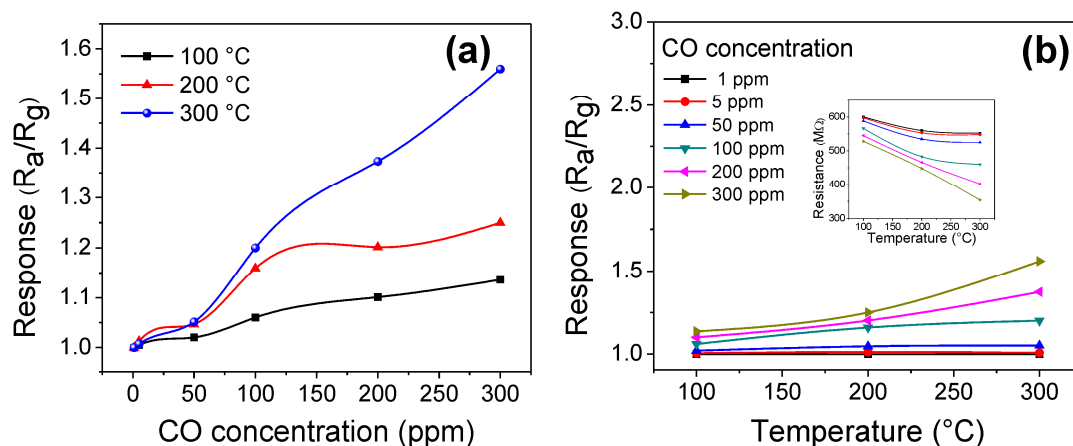 (a)
100 °C
200 °C
300 °C
Response (Ra/Rg)
1.6
1.5
1.4
1.3
1.2
1.1
1.0
0 50 100 150 200 250 300
CO concentration (ppm)
(b)
CO concentration
1 ppm
5 ppm
50 ppm
100 ppm
200 ppm
300 ppm
Response (Ra/Rg)
3.0
2.5
2.0
1.5
1.0
100 150 200 250 300
Temperature (°C)
Resistance (MΩ)
600
500
400
300
100 150 200 250 300
Temperature (°C)